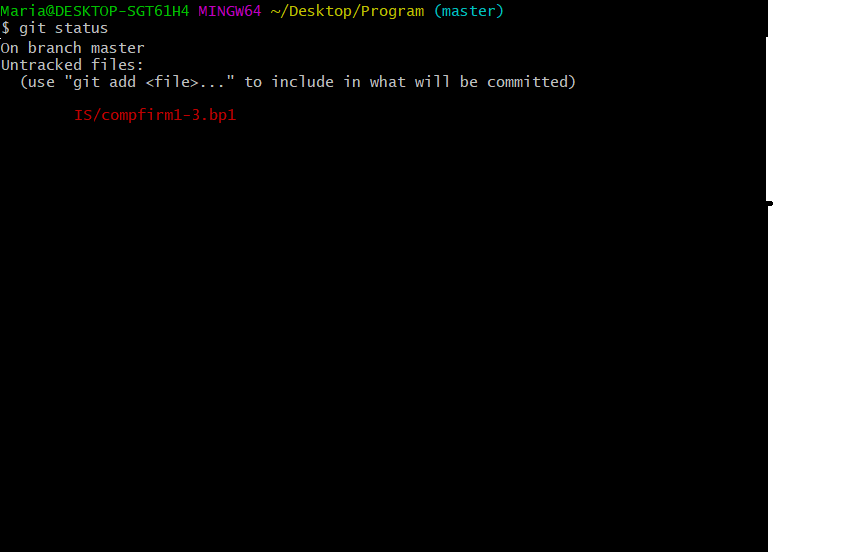 Maria@DESKTOP-SGT61H4 MINGW64 ~/Desktop/Program (master)
$ git status
On branch master
Untracked files:
  (use "git add <file>..." to include in what will be committed)
        IS/compfirm1-3.bp1